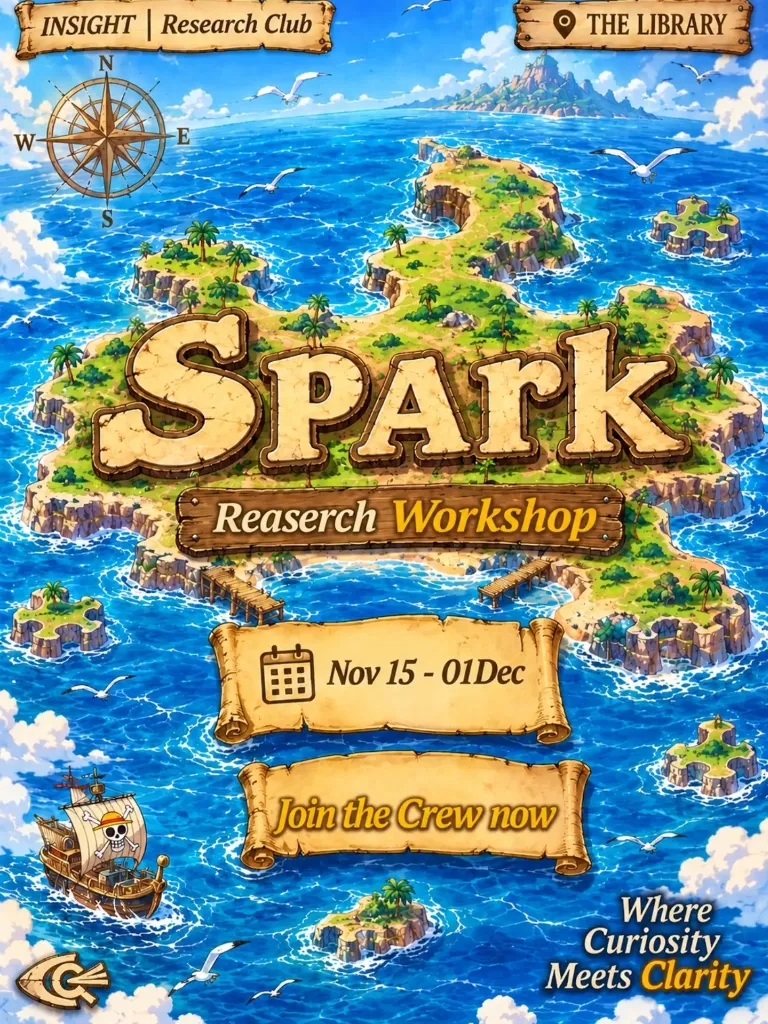 INSIGHT | Research Club
THE LIBRARY
N
W
E
S
SPArk
Reaserch Workshop
Nov 15 - 01Dec
Join the Crew now
Where
Curiosity
Meets Clarity